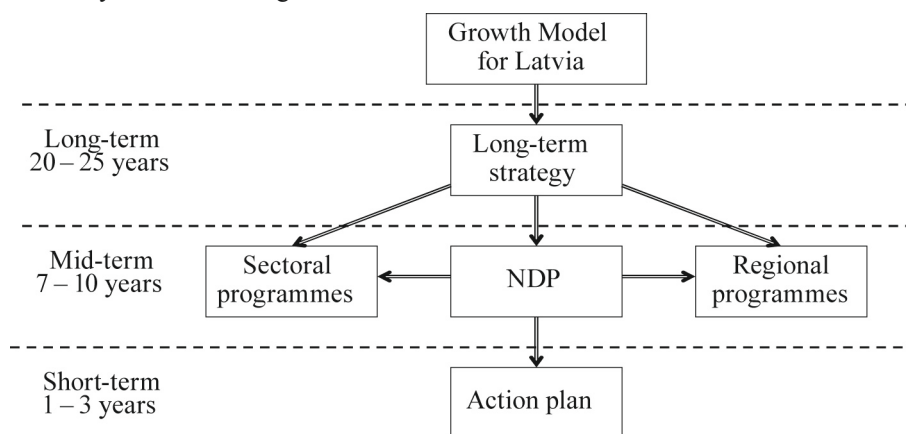 Growth Model
for Latvia
Long-term
20 – 25 years
Long-term
strategy
Mid-term
7 – 10 years
Sectoral
programmes
NDP
Regional
programmes
Short-term
1 – 3 years
Action plan